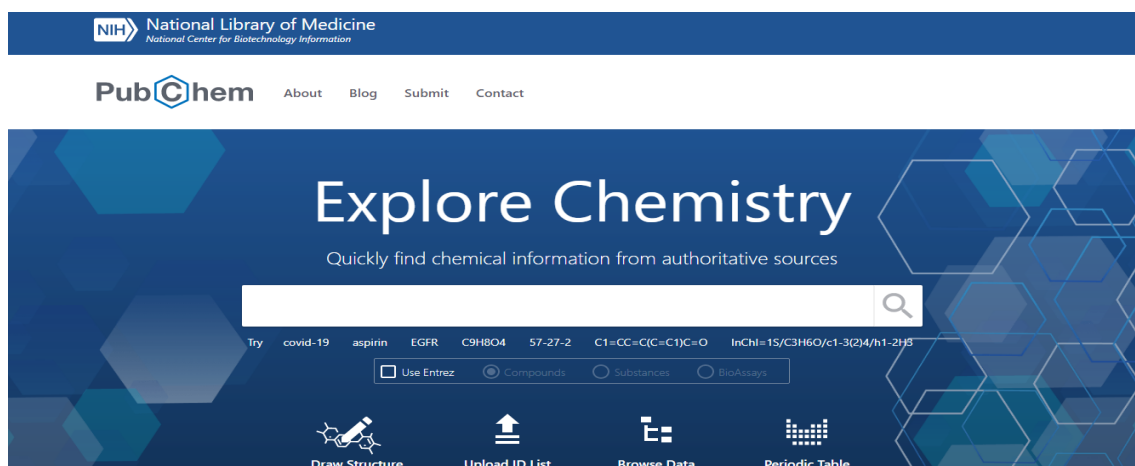 NIH National Library of Medicine
National Center for Biotechnology Information
PubChem About Blog Submit Contact
Explore Chemistry
Quickly find chemical information from authoritative sources
Try covid-19 aspirin EGFR C9H8O4 57-27-2 C1=CC=C(C=C1)C=O InChI=1S/C3H6O/c1-3(2)4/h1-2H3
Use Entrez Compounds Substances BioAssays
Draw Structure Upload ID List Browse Data Periodic Table